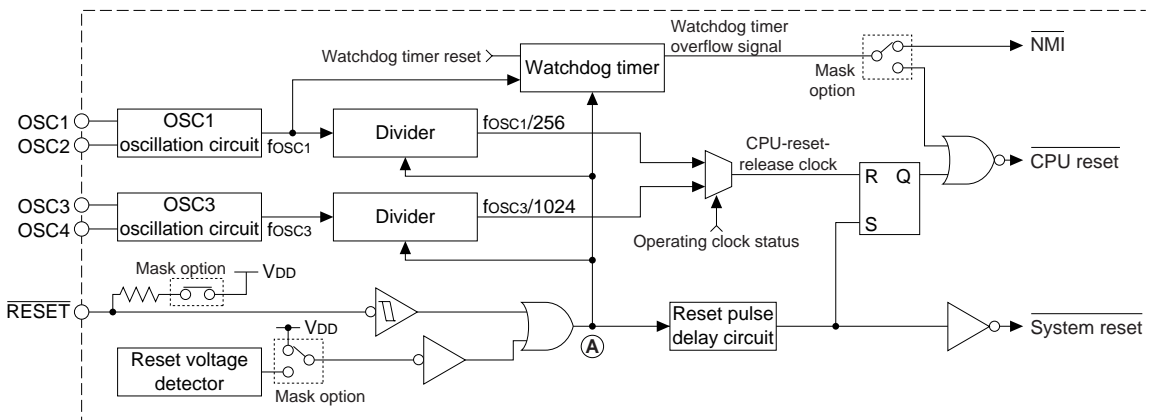 Watchdog timer
overflow signal
NMI
Watchdog timer reset
Watchdog timer
Mask
option
OSC1
OSC2
OSC1
oscillation circuit
fOSC1
Divider
fOSC1/256
CPU-reset-
release clock
R Q
S
CPU reset
OSC3
OSC4
OSC3
oscillation circuit
fOSC3
Divider
fOSC3/1024
Operating clock status
Mask option
VDD
RESET
VDD
Reset voltage
detector
Mask option
A
Reset pulse
delay circuit
System reset